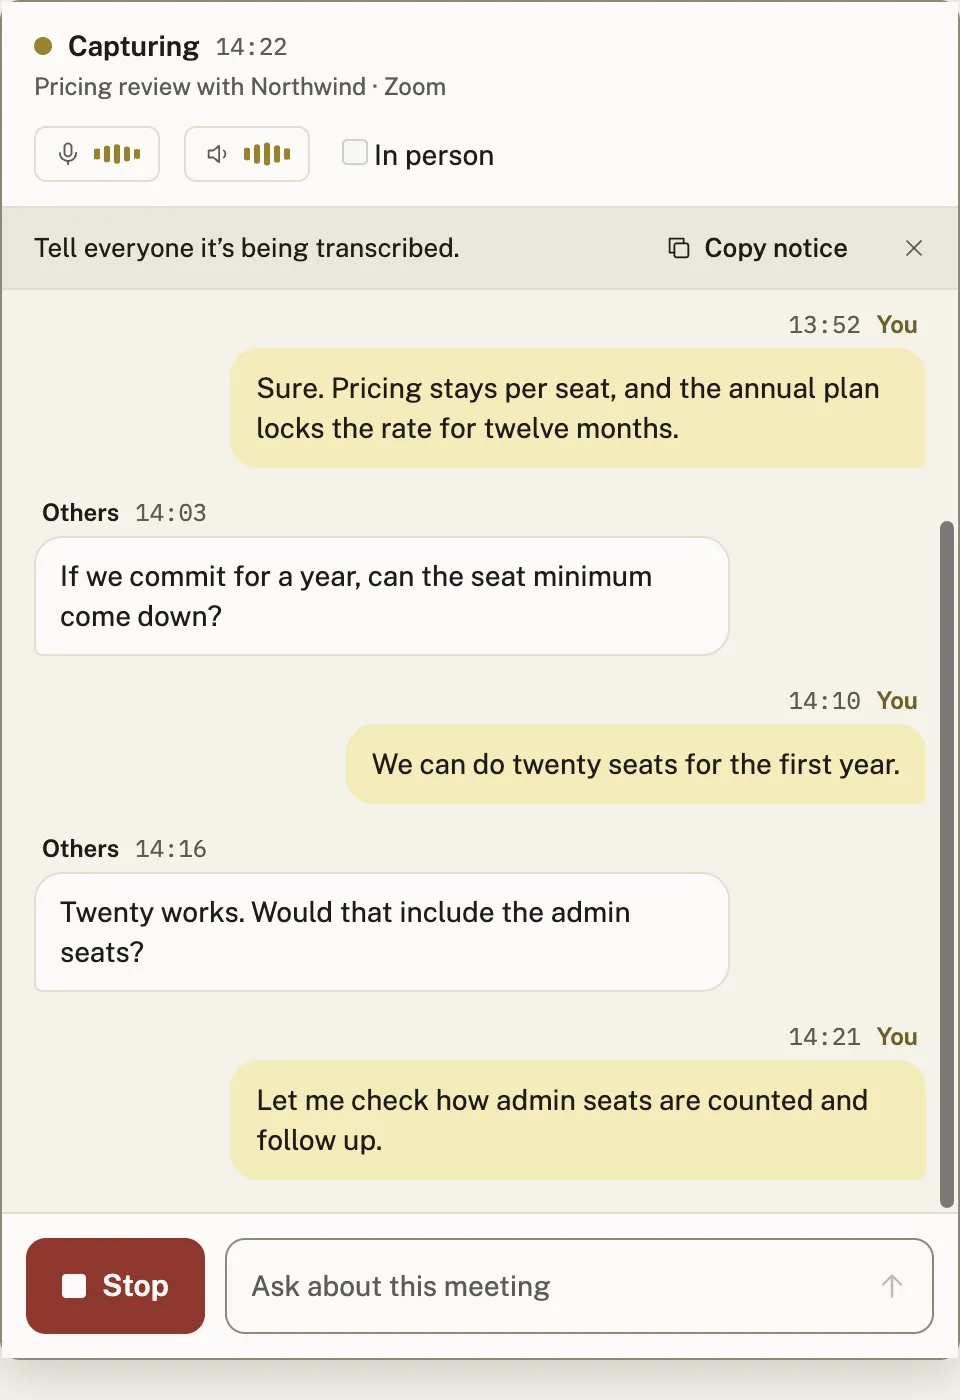 Capturing 14:22
Pricing review with Northwind · Zoom
In person
Tell everyone it’s being transcribed.
Copy notice
13:52 You
Sure. Pricing stays per seat, and the annual plan
locks the rate for twelve months.
Others 14:03
If we commit for a year, can the seat minimum
come down?
14:10 You
We can do twenty seats for the first year.
Others 14:16
Twenty works. Would that include the admin
seats?
14:21 You
Let me check how admin seats are counted and
follow up.
Stop
Ask about this meeting